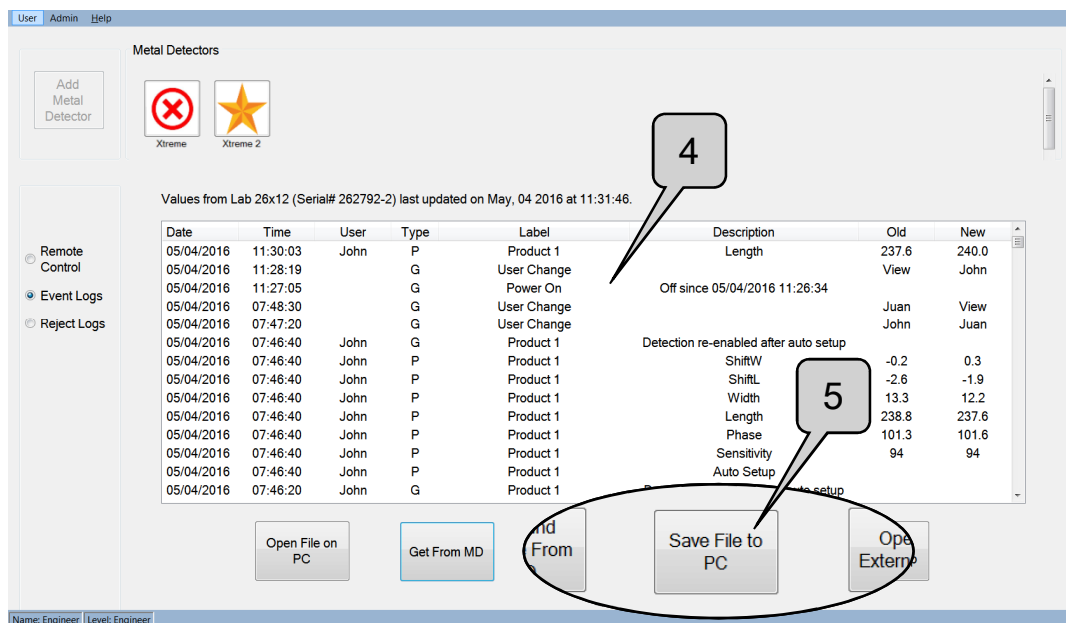 User Admin Help
Metal Detectors
Add
Metal
Detector
Xtreme Xtreme 2
4
Values from Lab 26x12 (Serial# 262792-2) last updated on May, 04 2016 at 11:31:46.
Remote
Control
Event Logs
Reject Logs
Date Time User Type Label Description Old New
05/04/2016 11:30:03 John P Product 1 Length 237.6 240.0
05/04/2016 11:28:19 G User Change View John
05/04/2016 11:27:05 G Power On Off since 05/04/2016 11:26:34
05/04/2016 07:48:30 G User Change Juan View
05/04/2016 07:47:20 G User Change John Juan
05/04/2016 07:46:40 John G Product 1 Detection re-enabled after auto setup
05/04/2016 07:46:40 John P Product 1 ShiftW -0.2 0.3
05/04/2016 07:46:40 John P Product 1 ShiftL -2.6 -1.9
05/04/2016 07:46:40 John P Product 1 Width 13.3 12.2
05/04/2016 07:46:40 John P Product 1 Length 238.8 237.6
05/04/2016 07:46:40 John P Product 1 Phase 101.3 101.6
05/04/2016 07:46:40 John P Product 1 Sensitivity 94 94
05/04/2016 07:46:40 John P Product 1 Auto Setup
05/04/2016 07:46:20 John G Product 1 setup
5
Open File on
PC
Get From MD
From
Save File to
PC
Name: Engineer Level: Engineer